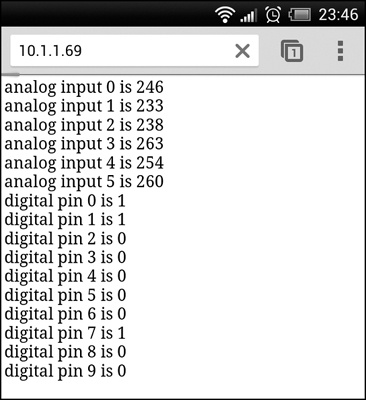 23:46
10.1.1.69
1
analog input 0 is 246
analog input 1 is 233
analog input 2 is 238
analog input 3 is 263
analog input 4 is 254
analog input 5 is 260
digital pin 0 is 1
digital pin 1 is 1
digital pin 2 is 0
digital pin 3 is 0
digital pin 4 is 0
digital pin 5 is 0
digital pin 6 is 0
digital pin 7 is 1
digital pin 8 is 0
digital pin 9 is 0